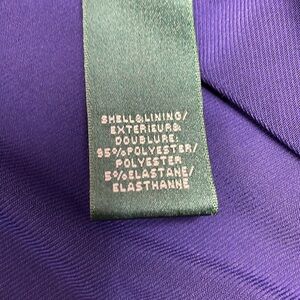 SHELL&LINING/
EXTERIEUR&
DOUBLURE:
95%POLYESTER/
POLYESTER
5%ELASTANE/
ELASTHANNE